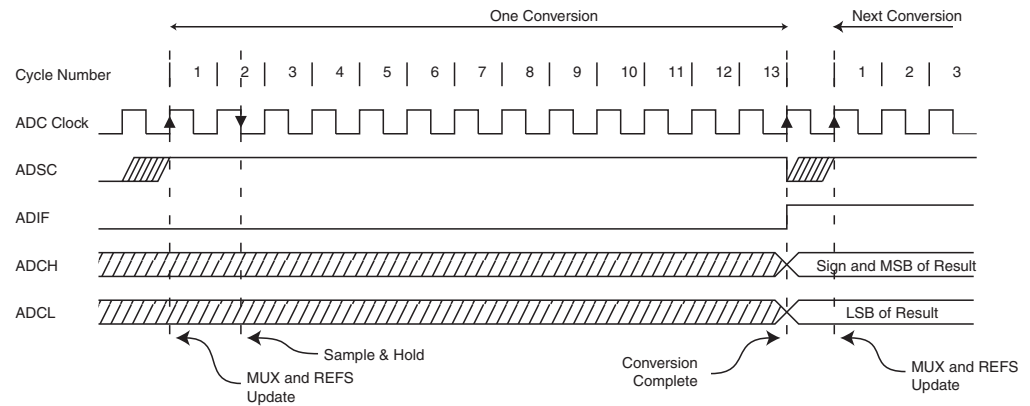 One Conversion
Next Conversion
Cycle Number 1 2 3 4 5 6 7 8 9 10 11 12 13 1 2 3
ADC Clock
ADSC
ADIF
ADCH
Sign and MSB of Result
ADCL
LSB of Result
Sample & Hold
MUX and REFS
Update
Conversion
Complete
MUX and REFS
Update